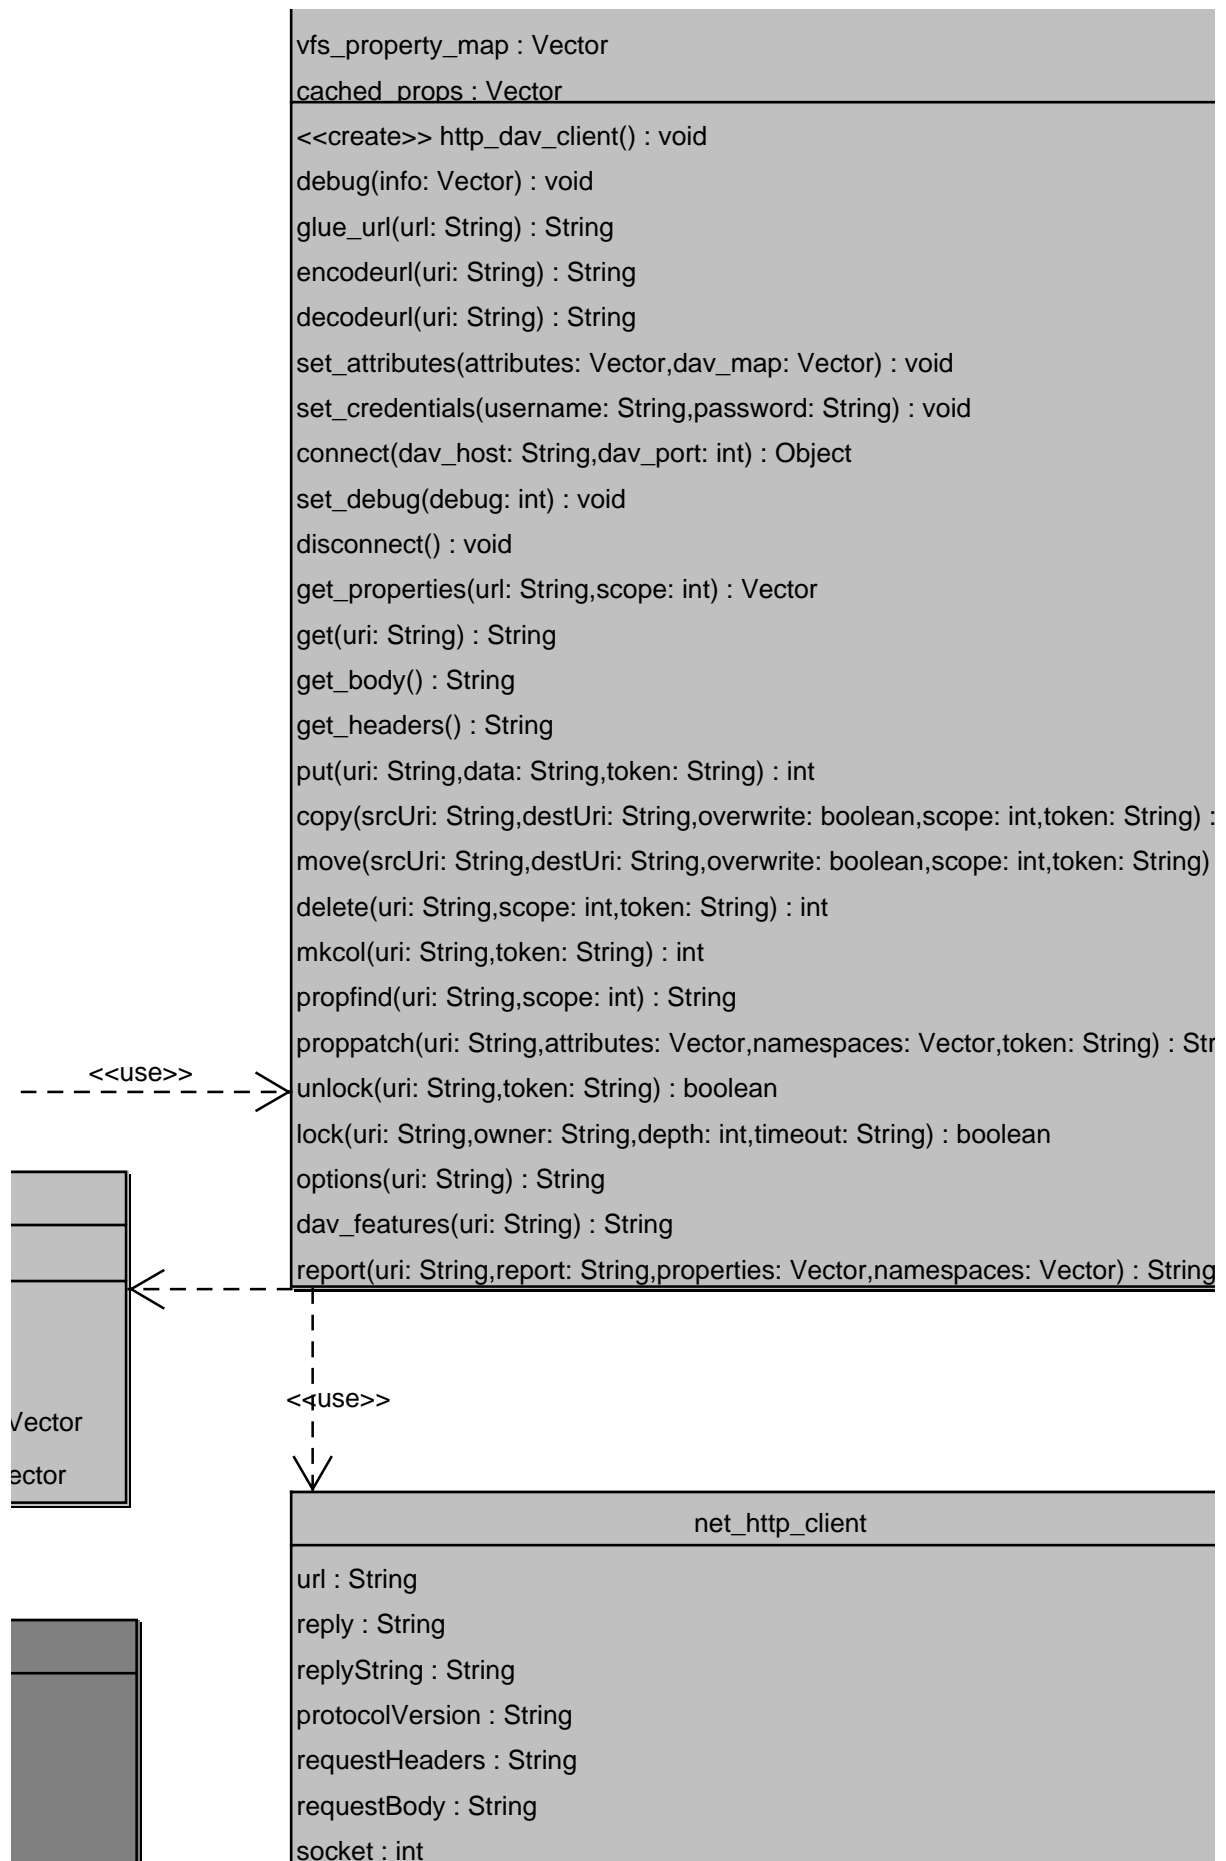 vfs_property_map : Vector
cached_props : Vector
<<create>> http_dav_client() : void
debug(info: Vector) : void
glue_url(url: String) : String
encodeurl(uri: String) : String
decodeurl(uri: String) : String
set_attributes(attributes: Vector,dav_map: Vector) : void
set_credentials(username: String,password: String) : void
connect(dav_host: String,dav_port: int) : Object
set_debug(debug: int) : void
disconnect() : void
get_properties(url: String,scope: int) : Vector
get(uri: String) : String
get_body() : String
get_headers() : String
put(uri: String,data: String,token: String) : int
copy(srcUri: String,destUri: String,overwrite: boolean,scope: int,token: String) :
move(srcUri: String,destUri: String,overwrite: boolean,scope: int,token: String)
delete(uri: String,scope: int,token: String) : int
mkcol(uri: String,token: String) : int
propfind(uri: String,scope: int) : String
proppatch(uri: String,attributes: Vector,namespaces: Vector,token: String) : Str
<<use>>
unlock(uri: String,token: String) : boolean
lock(uri: String,owner: String,depth: int,timeout: String) : boolean
options(uri: String) : String
dav_features(uri: String) : String
report(uri: String,report: String,properties: Vector,namespaces: Vector) : String
<<use>>
Vector
ector
net_http_client
url : String
reply : String
replyString : String
protocolVersion : String
requestHeaders : String
requestBody : String
socket : int